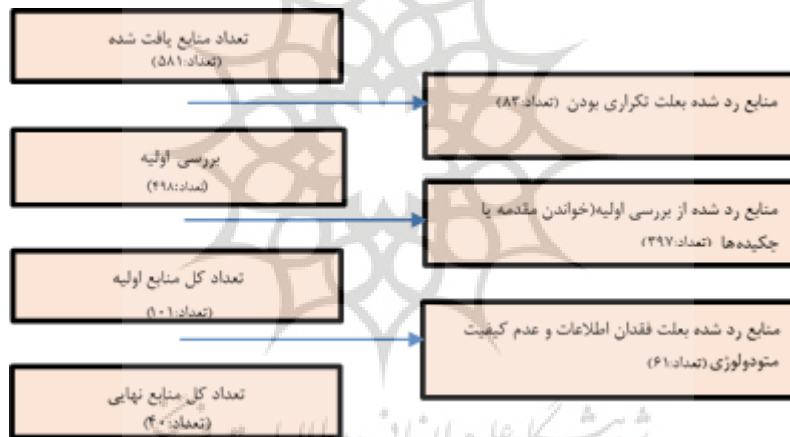 تعداد منابع یافت شده
(تعداد:۵۸۱)
منابع رد شده بعلت تکراری بودن (تعداد:۸۳)
بررسی اولیه
(تعداد:۴۹۸)
منابع رد شده از بررسی اولیه(خواندن مقدمه یا
چکیده‌ها (تعداد:۳۹۷)
تعداد کل منابع اولیه
(تعداد:۱۰۱)
منابع رد شده بعلت فقدان اطلاعات و عدم کیفیت
متودولوژی(تعداد:۶۱)
تعداد کل منابع نهایی
(تعداد:۴۰)